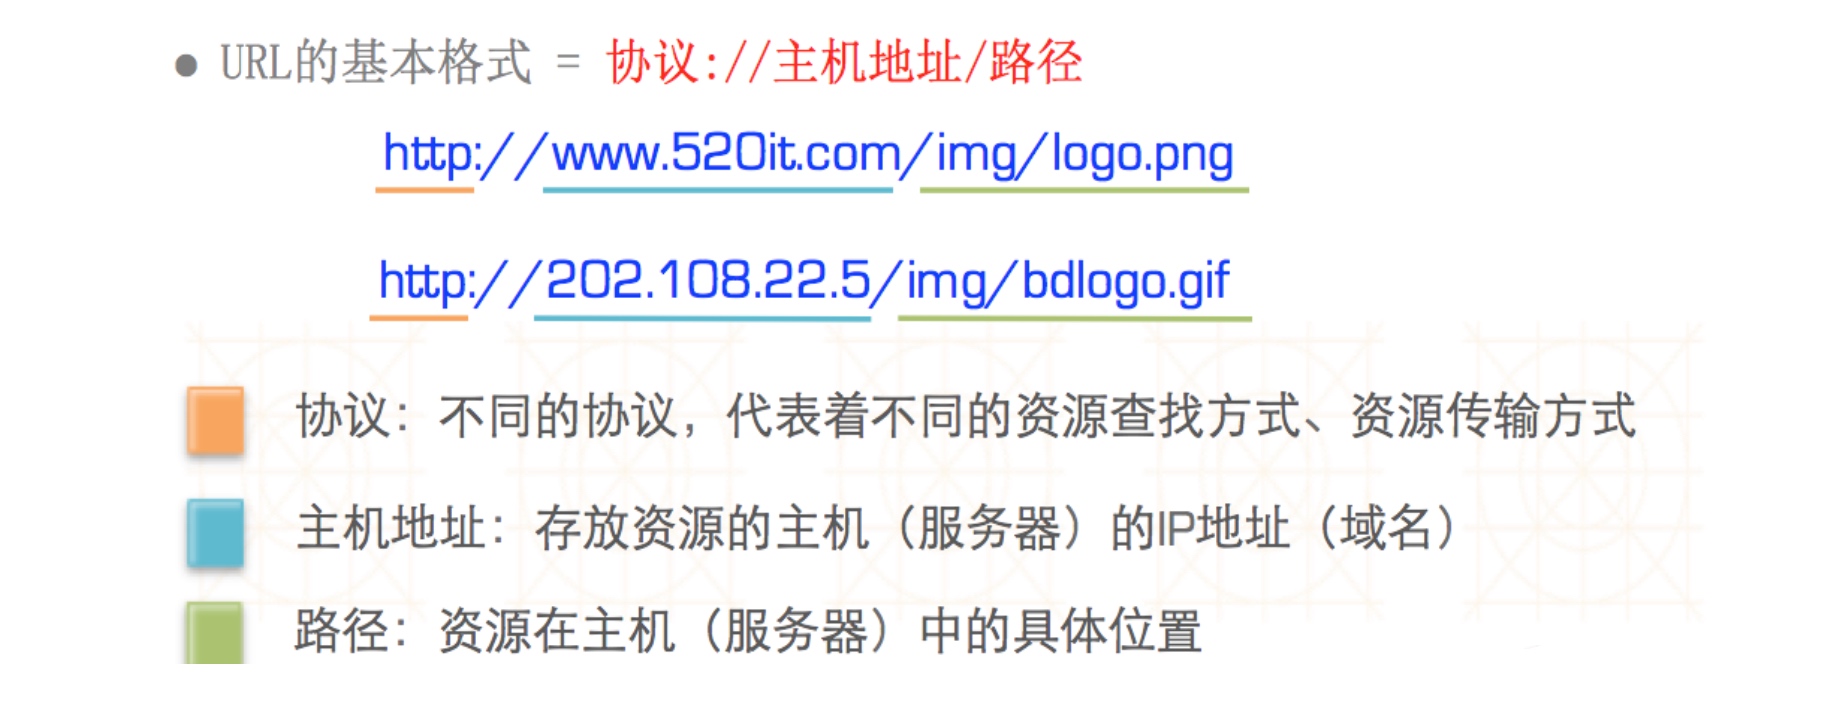 ● URL的基本格式 = 协议://主机地址/路径
http://www.520it.com/img/logo.png
http://202.108.22.5/img/bdlogo.gif
协议：不同的协议，代表着不同的资源查找方式、资源传输方式
主机地址：存放资源的主机（服务器）的IP地址（域名）
路径：资源在主机（服务器）中的具体位置